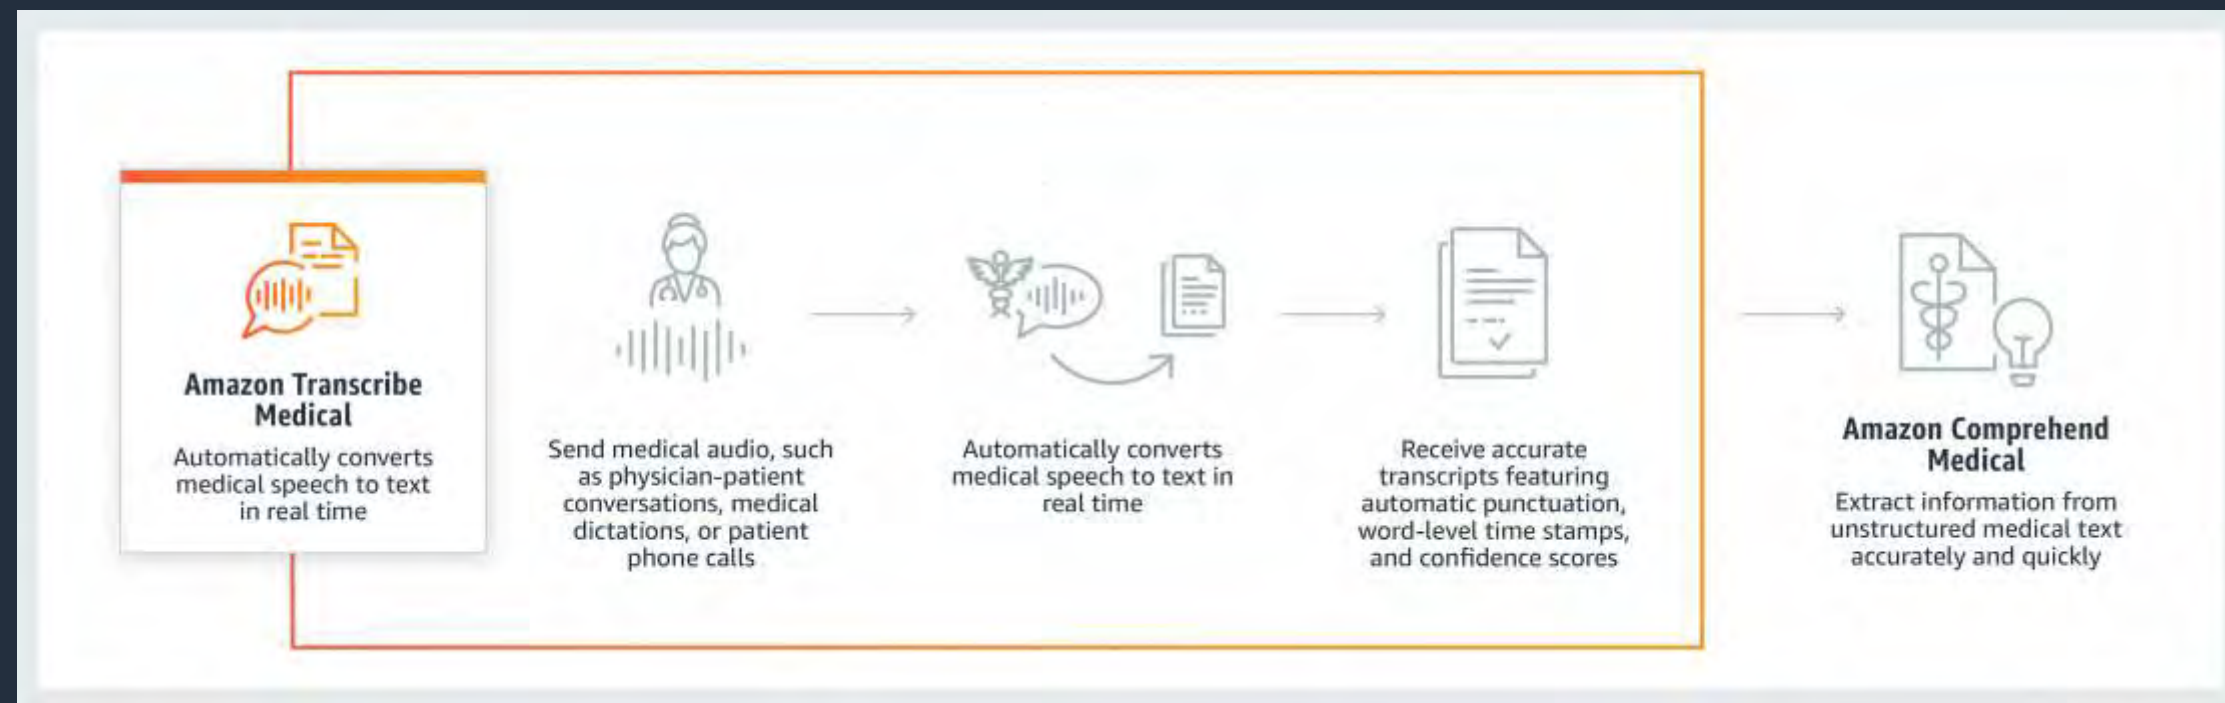 Amazon Transcribe
Medical
Automatically converts
medical speech to text
in real time
Send medical audio, such
as physician-patient
conversations, medical
dictations, or patient
phone calls
Automatically converts
medical speech to text in
real time
Receive accurate
transcripts featuring
automatic punctuation,
word-level time stamps,
and confidence scores
Amazon Comprehend
Medical
Extract information from
unstructured medical text
accurately and quickly